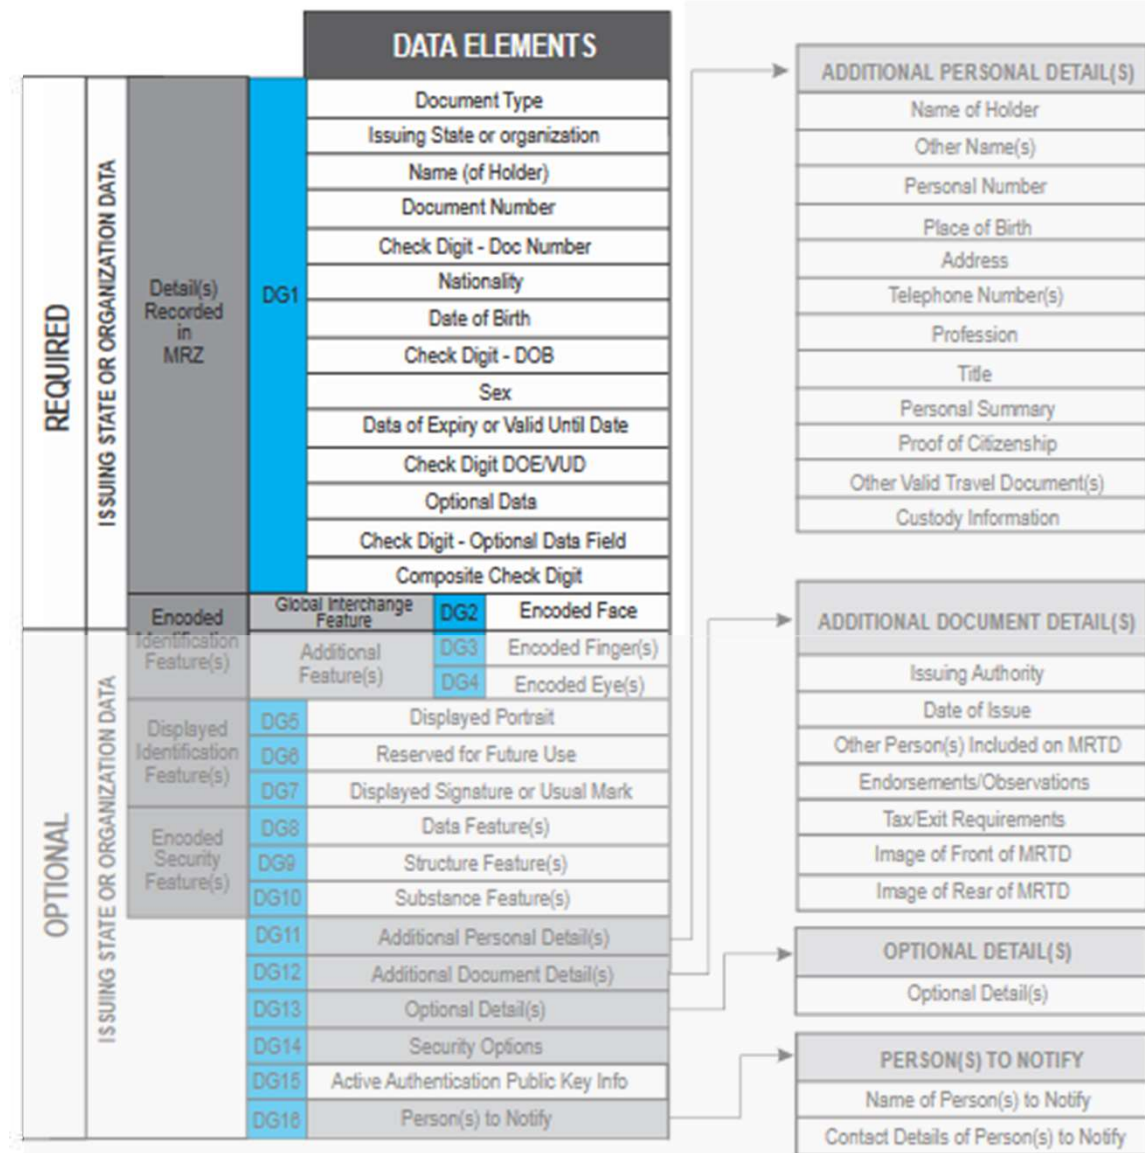 DATA ELEMENTS
REQUIRED
ISSUING STATE OR ORGANIZATION DATA
Detail(s)
Recorded
in
MRZ
DG1
Document Type
Issuing State or organization
Name (of Holder)
Document Number
Check Digit - Doc Number
Nationality
Date of Birth
Check Digit - DOB
Sex
Data of Expiry or Valid Until Date
Check Digit DOE/VUD
Optional Data
Check Digit - Optional Data Field
Composite Check Digit
Encoded
Identification
Feature(s)
Global Interchange
Feature
DG2
Encoded Face
OPTIONAL
ISSUING STATE OR ORGANIZATION DATA
Additional
Feature(s)
DG3
Encoded Finger(s)
DG4
Encoded Eye(s)
Displayed
Identification
Feature(s)
DG5
Displayed Portrait
DG6
Reserved for Future Use
DG7
Displayed Signature or Usual Mark
Encoded
Security
Feature(s)
DG8
Data Feature(s)
DG9
Structure Feature(s)
DG10
Substance Feature(s)
DG11
Additional Personal Detail(s)
DG12
Additional Document Detail(s)
DG13
Optional Detail(s)
DG14
Security Options
DG15
Active Authentication Public Key Info
DG16
Person(s) to Notify
ADDITIONAL PERSONAL DETAIL(S)
Name of Holder
Other Name(s)
Personal Number
Place of Birth
Address
Telephone Number(s)
Profession
Title
Personal Summary
Proof of Citizenship
Other Valid Travel Document(s)
Custody Information
ADDITIONAL DOCUMENT DETAIL(S)
Issuing Authority
Date of Issue
Other Person(s) Included on MRTD
Endorsements/Observations
Tax/Exit Requirements
Image of Front of MRTD
Image of Rear of MRTD
OPTIONAL DETAIL(S)
Optional Detail(s)
PERSON(S) TO NOTIFY
Name of Person(s) to Notify
Contact Details of Person(s) to Notify